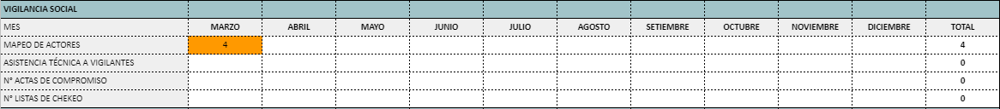 VIGILANCIA SOCIAL
MES MARZO ABRIL MAYO JUNIO JULIO AGOSTO SETIEMBRE OCTUBRE NOVIEMBRE DICIEMBRE TOTAL
MAPEO DE ACTORES 4 4
ASISTENCIA TÉCNICA A VIGILANTES 0
N° ACTAS DE COMPROMISO 0
N° LISTAS DE CHEKEO 0